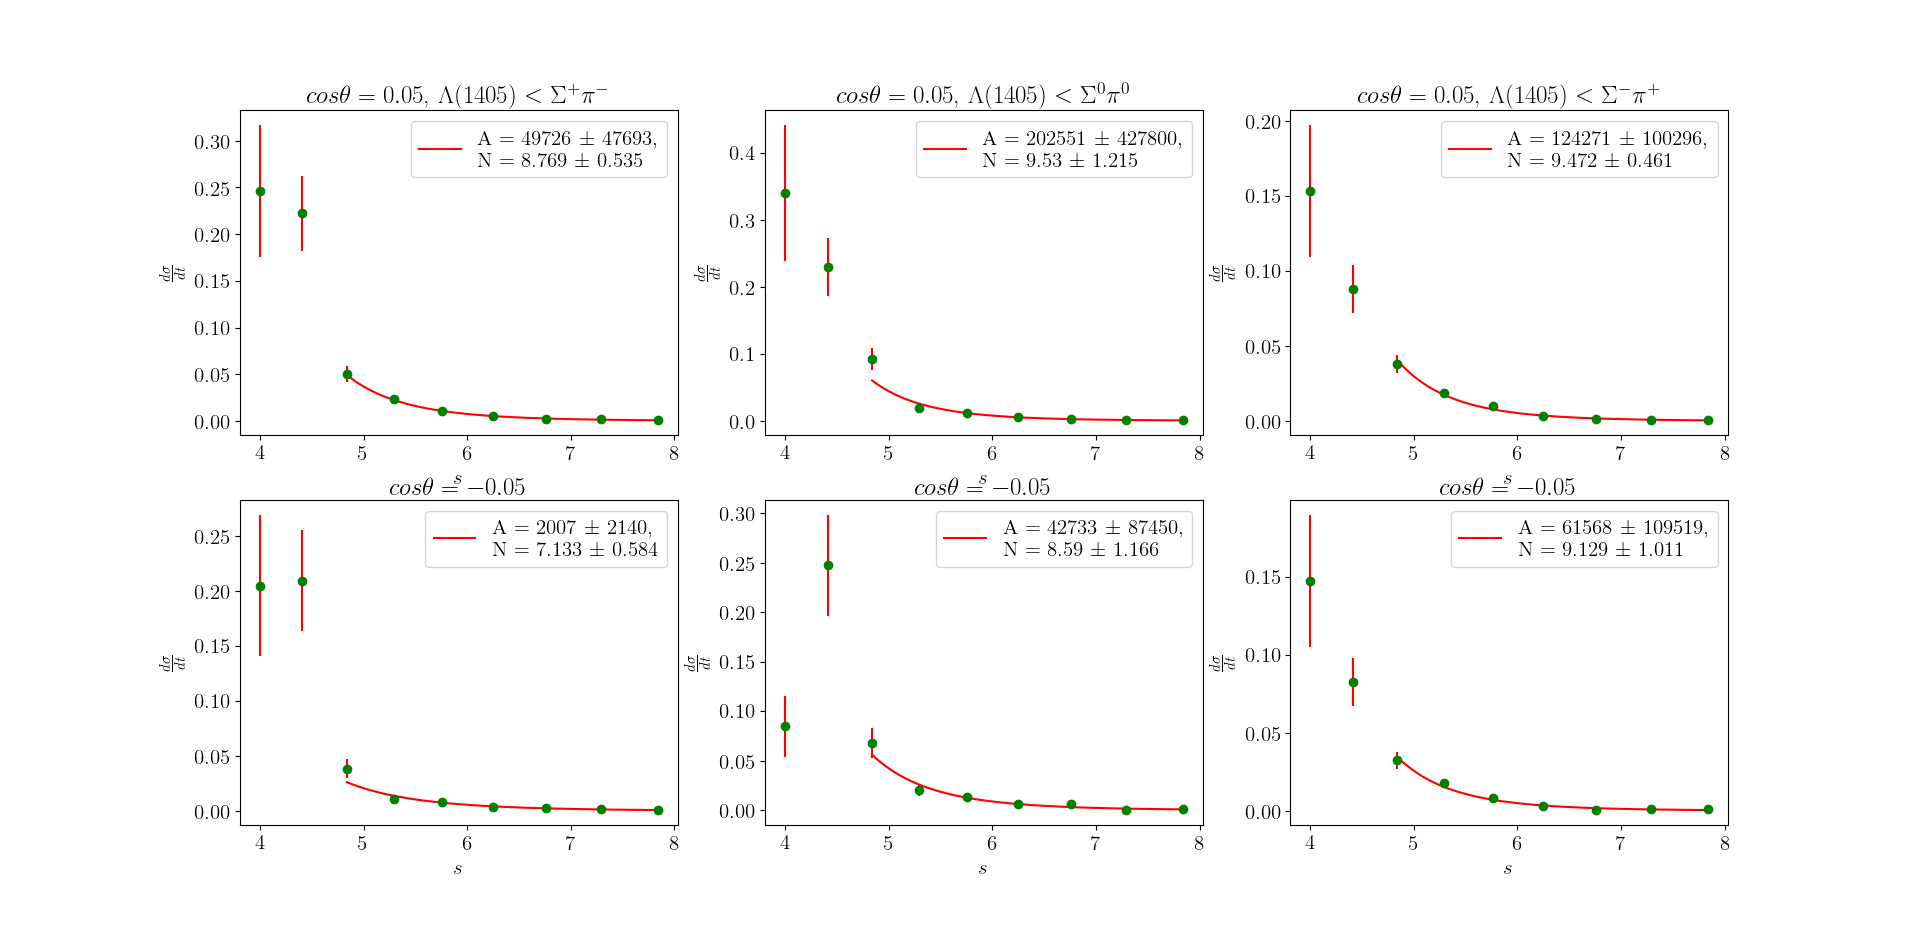 cosθ = 0.05, Λ(1405) < Σ⁺π⁻
A = 49726 ± 47693,
N = 8.769 ± 0.535
dσ/dt
0.30
0.25
0.20
0.15
0.10
0.05
0.00
4 5 6 7 8
s
cosθ = 0.05, Λ(1405) < Σ⁰π⁰
A = 202551 ± 427800,
N = 9.53 ± 1.215
dσ/dt
0.4
0.3
0.2
0.1
0.0
4 5 6 7 8
s
cosθ = 0.05, Λ(1405) < Σ⁻π⁺
A = 124271 ± 100296,
N = 9.472 ± 0.461
dσ/dt
0.20
0.15
0.10
0.05
0.00
4 5 6 7 8
s
cosθ = −0.05
A = 2007 ± 2140,
N = 7.133 ± 0.584
dσ/dt
0.25
0.20
0.15
0.10
0.05
0.00
4 5 6 7 8
s
cosθ = −0.05
A = 42733 ± 87450,
N = 8.59 ± 1.166
dσ/dt
0.30
0.25
0.20
0.15
0.10
0.05
0.00
4 5 6 7 8
s
cosθ = −0.05
A = 61568 ± 109519,
N = 9.129 ± 1.011
dσ/dt
0.15
0.10
0.05
0.00
4 5 6 7 8
s